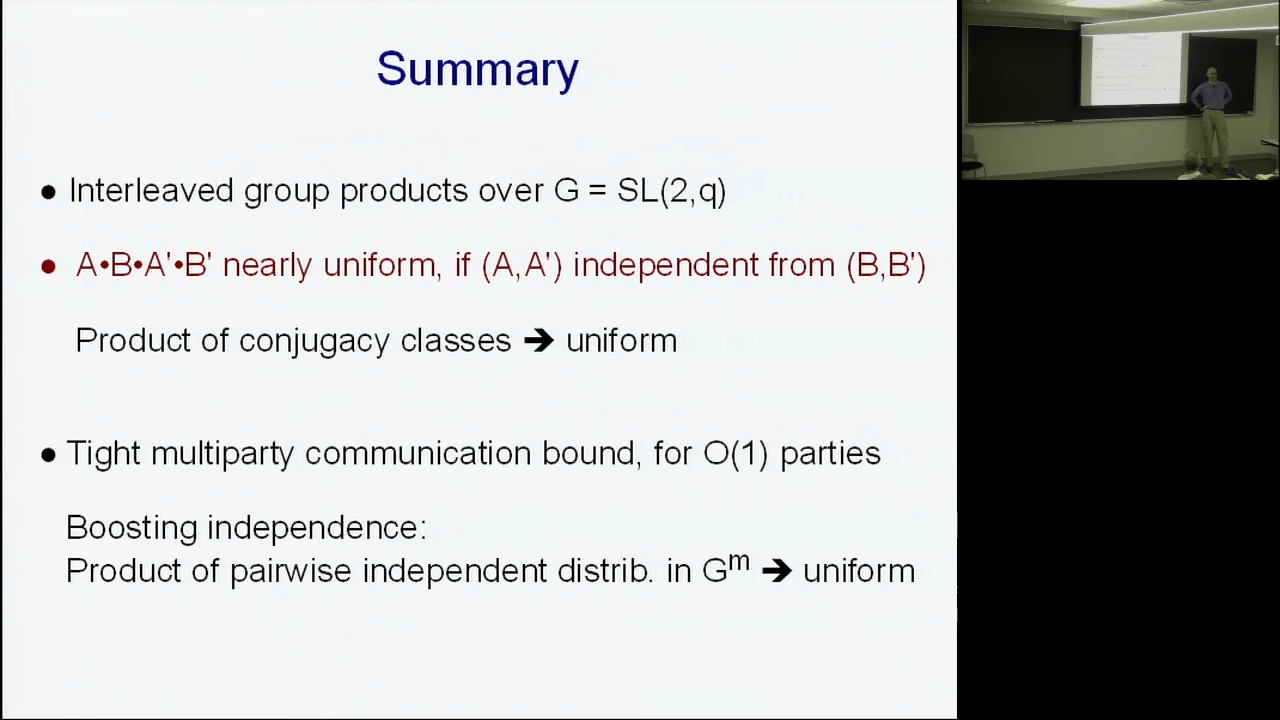 Summary
● Interleaved group products over G = SL(2,q)
● A•B•A'•B' nearly uniform, if (A,A') independent from (B,B')
Product of conjugacy classes ➔ uniform
● Tight multiparty communication bound, for O(1) parties
Boosting independence:
Product of pairwise independent distrib. in Gᵐ ➔ uniform